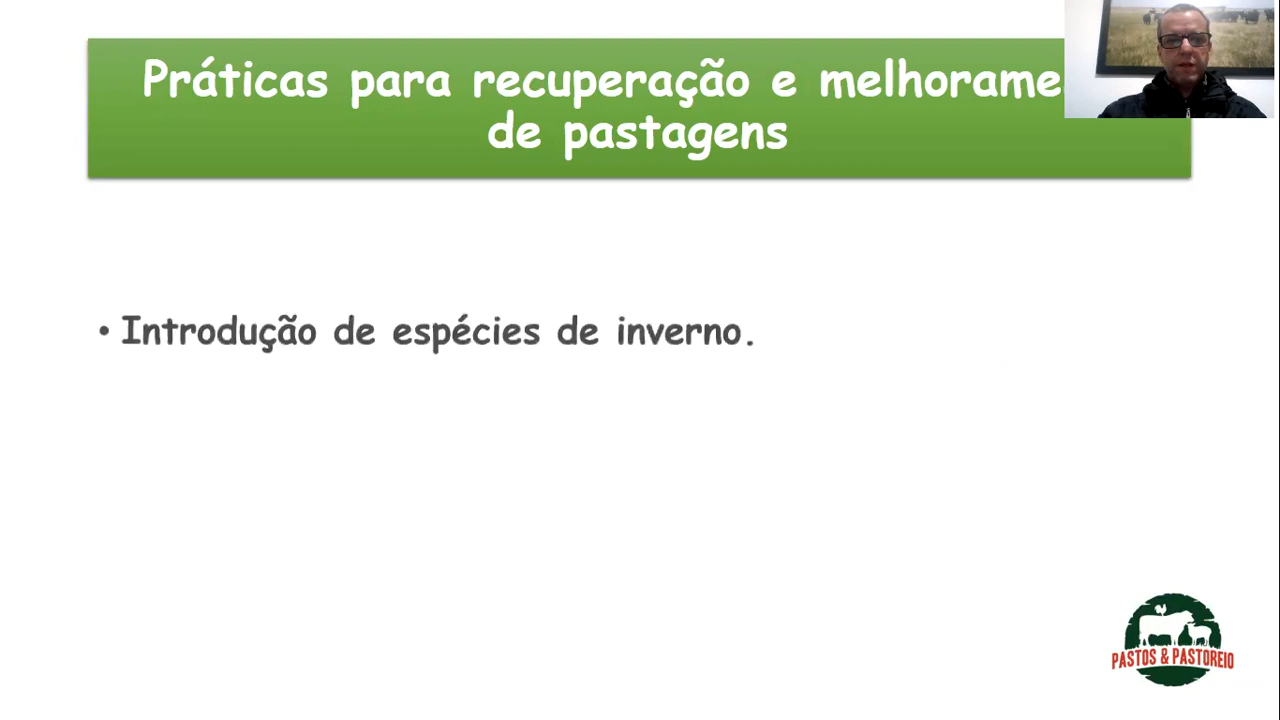 Práticas para recuperação e melhorame
de pastagens
• Introdução de espécies de inverno.
PASTOS & PASTOREIO